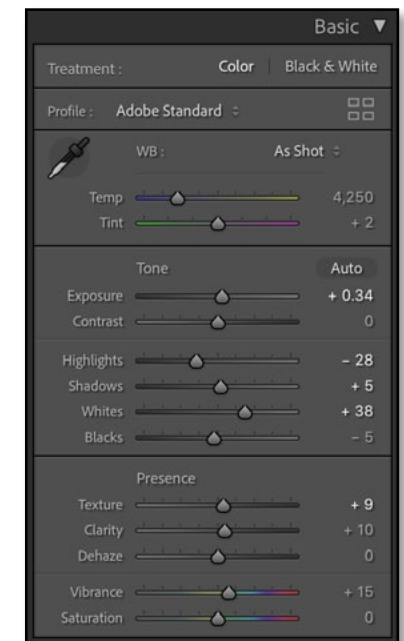 Basic ▼
Treatment : Color | Black & White
Profile : Adobe Standard
WB : As Shot
Temp 4,250
Tint + 2
Tone Auto
Exposure + 0.34
Contrast 0
Highlights – 28
Shadows + 5
Whites + 38
Blacks – 5
Presence
Texture + 9
Clarity + 10
Dehaze 0
Vibrance + 15
Saturation 0